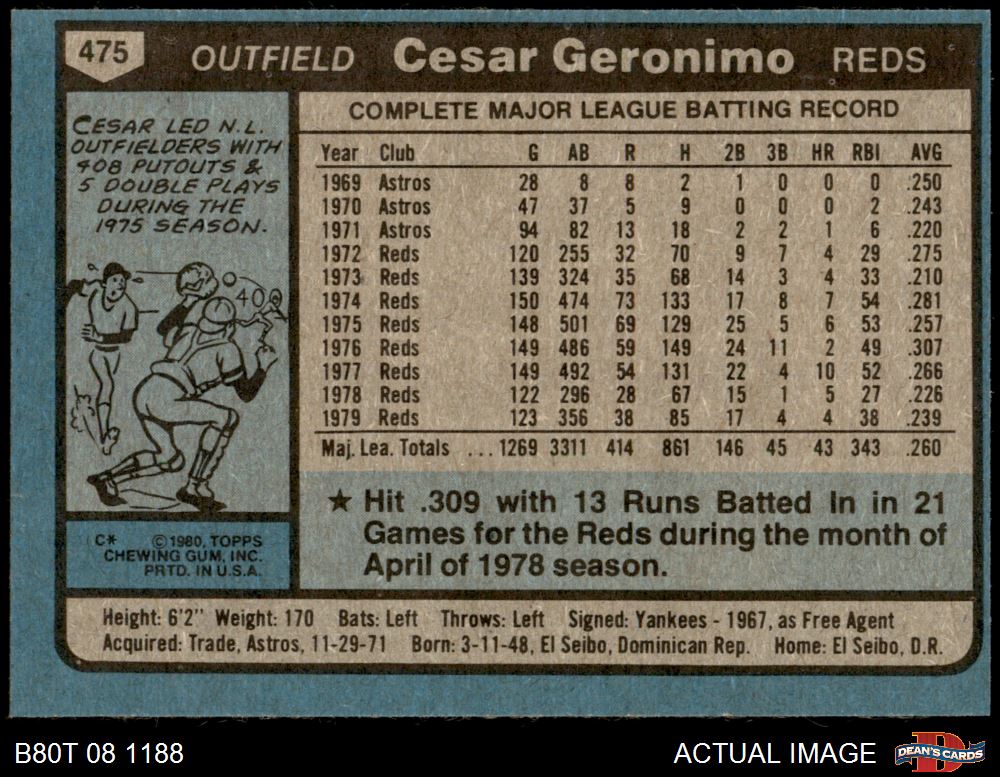 475 OUTFIELD Cesar Geronimo REDS
CESAR LED N.L.
OUTFIELDERS WITH
408 PUTOUTS &
5 DOUBLE PLAYS
DURING THE
1975 SEASON.
408
C* ©1980, TOPPS
CHEWING GUM, INC.
PRTD. IN U.S.A.
COMPLETE MAJOR LEAGUE BATTING RECORD
Year Club G AB R H 2B 3B HR RBI AVG
1969 Astros 28 8 8 2 1 0 0 0 .250
1970 Astros 47 37 5 9 0 0 0 2 .243
1971 Astros 94 82 13 18 2 2 1 6 .220
1972 Reds 120 255 32 70 9 7 4 29 .275
1973 Reds 139 324 35 68 14 3 4 33 .210
1974 Reds 150 474 73 133 17 8 7 54 .281
1975 Reds 148 501 69 129 25 5 6 53 .257
1976 Reds 149 486 59 149 24 11 2 49 .307
1977 Reds 149 492 54 131 22 4 10 52 .266
1978 Reds 122 296 28 67 15 1 5 27 .226
1979 Reds 123 356 38 85 17 4 4 38 .239
Maj. Lea. Totals ... 1269 3311 414 861 146 45 43 343 .260
★ Hit .309 with 13 Runs Batted In in 21
Games for the Reds during the month of
April of 1978 season.
Height: 6'2" Weight: 170 Bats: Left Throws: Left Signed: Yankees - 1967, as Free Agent
Acquired: Trade, Astros, 11-29-71 Born: 3-11-48, El Seibo, Dominican Rep. Home: El Seibo, D.R.
B80T 08 1188 ACTUAL IMAGE DEAN'S CARDS